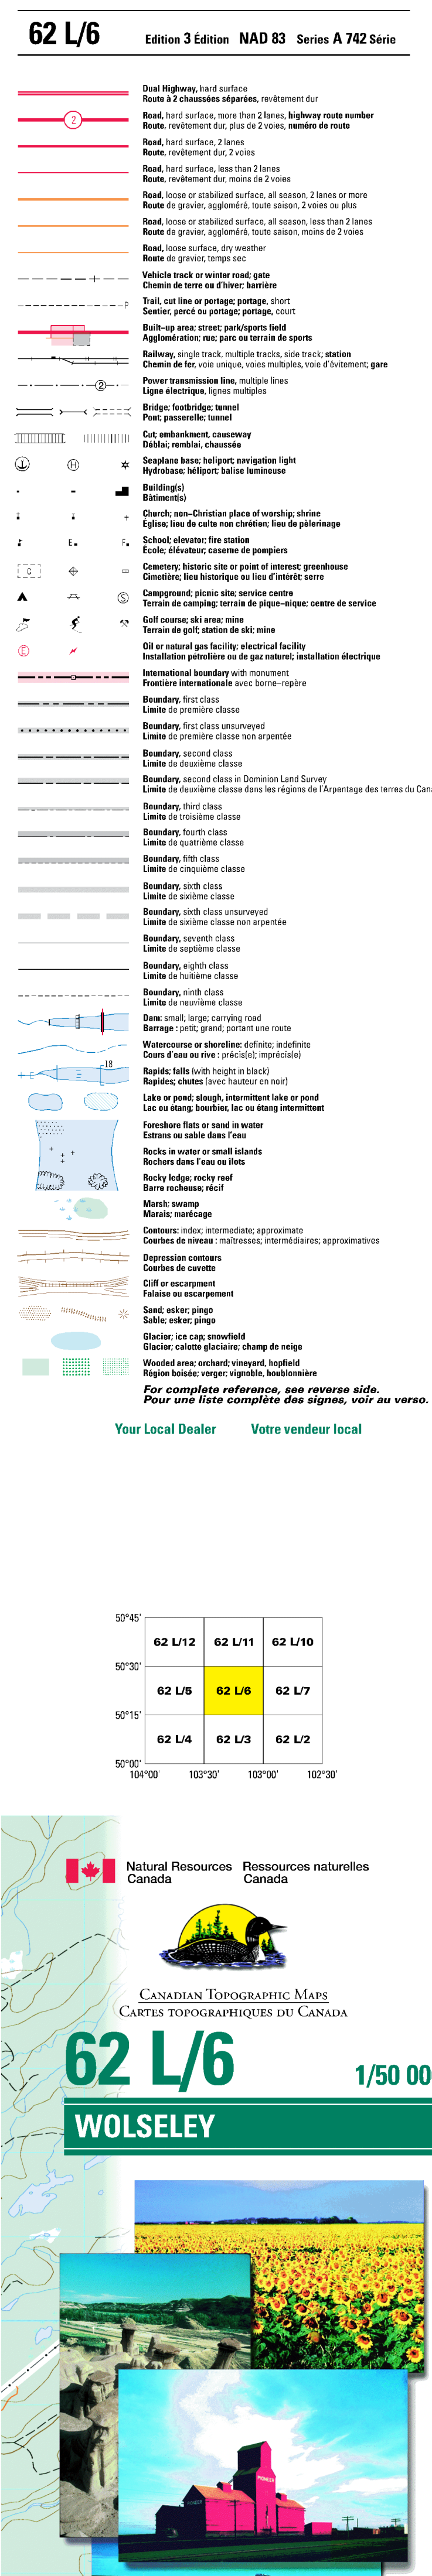 62 L/6
Edition 3 Édition NAD 83 Series A 742 Série
Dual Highway, hard surface
Route à 2 chaussées séparées, revêtement dur
2
Road, hard surface, more than 2 lanes, highway route number
Route, revêtement dur, plus de 2 voies, numéro de route
Road, hard surface, 2 lanes
Route, revêtement dur, 2 voies
Road, hard surface, less than 2 lanes
Route, revêtement dur, moins de 2 voies
Road, loose or stabilized surface, all season, 2 lanes or more
Route de gravier, aggloméré, toute saison, 2 voies ou plus
Road, loose or stabilized surface, all season, less than 2 lanes
Route de gravier, aggloméré, toute saison, moins de 2 voies
Road, loose surface, dry weather
Route de gravier, temps sec
Vehicle track or winter road; gate
Chemin de terre ou d'hiver; barrière
P
Trail, cut line or portage; portage, short
Sentier, percé ou portage; portage, court
Built-up area; street; park/sports field
Agglomération; rue; parc ou terrain de sports
Railway, single track, multiple tracks, side track; station
Chemin de fer, voie unique, voies multiples, voie d'évitement; gare
2
Power transmission line, multiple lines
Ligne électrique, lignes multiples
Bridge; footbridge; tunnel
Pont; passerelle; tunnel
Cut; embankment, causeway
Déblai; remblai, chaussée
H
Seaplane base; heliport; navigation light
Hydrobase; héliport; balise lumineuse
Building(s)
Bâtiment(s)
Church; non-Christian place of worship; shrine
Église; lieu de culte non chrétien; lieu de pèlerinage
E F
School; elevator; fire station
École; élévateur; caserne de pompiers
C
Cemetery; historic site or point of interest; greenhouse
Cimetière; lieu historique ou lieu d'intérêt; serre
S
Campground; picnic site; service centre
Terrain de camping; terrain de pique-nique; centre de service
Golf course; ski area; mine
Terrain de golf; station de ski; mine
E
Oil or natural gas facility; electrical facility
Installation pétrolière ou de gaz naturel; installation électrique
International boundary with monument
Frontière internationale avec borne-repère
Boundary, first class
Limite de première classe
Boundary, first class unsurveyed
Limite de première classe non arpentée
Boundary, second class
Limite de deuxième classe
Boundary, second class in Dominion Land Survey
Limite de deuxième classe dans les régions de l'Arpentage des terres du Can
Boundary, third class
Limite de troisième classe
Boundary, fourth class
Limite de quatrième classe
Boundary, fifth class
Limite de cinquième classe
Boundary, sixth class
Limite de sixième classe
Boundary, sixth class unsurveyed
Limite de sixième classe non arpentée
Boundary, seventh class
Limite de septième classe
Boundary, eighth class
Limite de huitième classe
Boundary, ninth class
Limite de neuvième classe
Dam: small; large; carrying road
Barrage : petit; grand; portant une route
Watercourse or shoreline: definite; indefinite
Cours d'eau ou rive : précis(e); imprécis(e)
18
Rapids; falls (with height in black)
Rapides; chutes (avec hauteur en noir)
Lake or pond; slough, intermittent lake or pond
Lac ou étang; bourbier, lac ou étang intermittent
Foreshore flats or sand in water
Estrans ou sable dans l'eau
Rocks in water or small islands
Rochers dans l'eau ou îlots
Rocky ledge; rocky reef
Barre rocheuse; récif
Marsh; swamp
Marais; marécage
Contours: index; intermediate; approximate
Courbes de niveau : maîtresses; intermédiaires; approximatives
Depression contours
Courbes de cuvette
Cliff or escarpment
Falaise ou escarpement
Sand; esker; pingo
Sable; esker; pingo
Glacier; ice cap; snowfield
Glacier; calotte glaciaire; champ de neige
Wooded area; orchard; vineyard, hopfield
Région boisée; verger; vignoble, houblonnière
For complete reference, see reverse side.
Pour une liste complète des signes, voir au verso.
Your Local Dealer Votre vendeur local
50°45'
62 L/12 62 L/11 62 L/10
50°30'
62 L/5 62 L/6 62 L/7
50°15'
62 L/4 62 L/3 62 L/2
50°00'
104°00' 103°30' 103°00' 102°30'
Natural Resources Ressources naturelles
Canada Canada
CANADIAN TOPOGRAPHIC MAPS
CARTES TOPOGRAPHIQUES DU CANADA
62 L/6
1/50 00
WOLSELEY
PIONEER
PIONEER